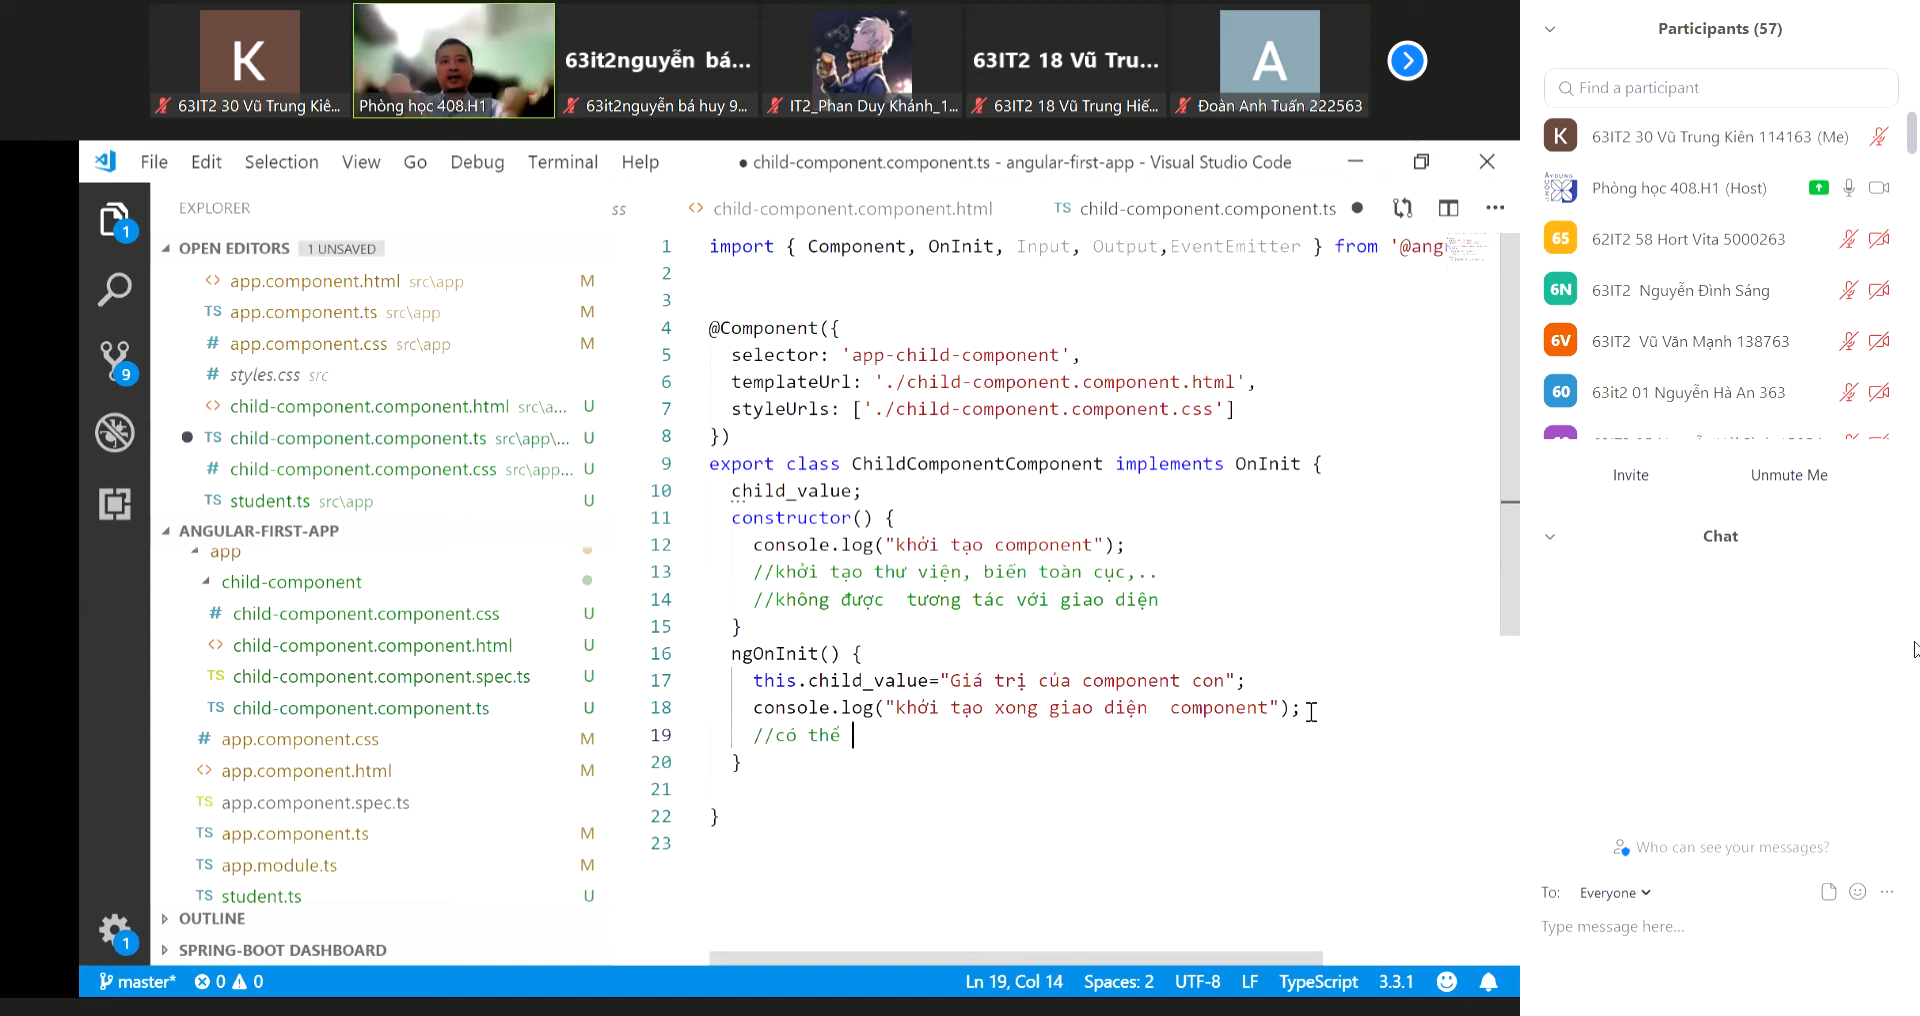 K
A
63it2nguyễn bá...
63IT2 18 Vũ Tru...
63IT2 30 Vũ Trung Kiê...
Phòng học 408.H1
63it2nguyễn bá huy 9...
IT2_Phan Duy Khánh_1...
63IT2 18 Vũ Trung Hiế...
Đoàn Anh Tuấn 222563
File Edit Selection View Go Debug Terminal Help
● child-component.component.ts - angular-first-app - Visual Studio Code
EXPLORER
OPEN EDITORS 1 UNSAVED
<> app.component.html src\app M
TS app.component.ts src\app M
# app.component.css src\app M
# styles.css src
<> child-component.component.html src\a... U
● TS child-component.component.ts src\app\... U
# child-component.component.css src\app... U
TS student.ts src\app U
ANGULAR-FIRST-APP
app
child-component
# child-component.component.css U
<> child-component.component.html U
TS child-component.component.spec.ts U
TS child-component.component.ts U
# app.component.css M
<> app.component.html M
TS app.component.spec.ts
TS app.component.ts M
TS app.module.ts M
TS student.ts U
OUTLINE
SPRING-BOOT DASHBOARD
1
9
1
ss <> child-component.component.html TS child-component.component.ts ● ...
1 import { Component, OnInit, Input, Output,EventEmitter } from '@ang
2
3
4 @Component({
5 selector: 'app-child-component',
6 templateUrl: './child-component.component.html',
7 styleUrls: ['./child-component.component.css']
8 })
9 export class ChildComponentComponent implements OnInit {
10 child_value;
11 constructor() {
12 console.log("khởi tạo component");
13 //khởi tạo thư viện, biến toàn cục,..
14 //không được  tương tác với giao diện
15 }
16 ngOnInit() {
17 this.child_value="Giá trị của component con";
18 console.log("khởi tạo xong giao diện  component");
19 //có thể
20 }
21
22 }
23
master* 0 0 Ln 19, Col 14 Spaces: 2 UTF-8 LF TypeScript 3.3.1
Participants (57)
Find a participant
K 63IT2 30 Vũ Trung Kiên 114163 (Me)
Phòng học 408.H1 (Host)
65 62IT2 58 Hort Vita 5000263
6N 63IT2 Nguyễn Đình Sáng
6V 63IT2 Vũ Văn Mạnh 138763
60 63it2 01 Nguyễn Hà An 363
Invite Unmute Me
Chat
Who can see your messages?
To: Everyone ...
Type message here...